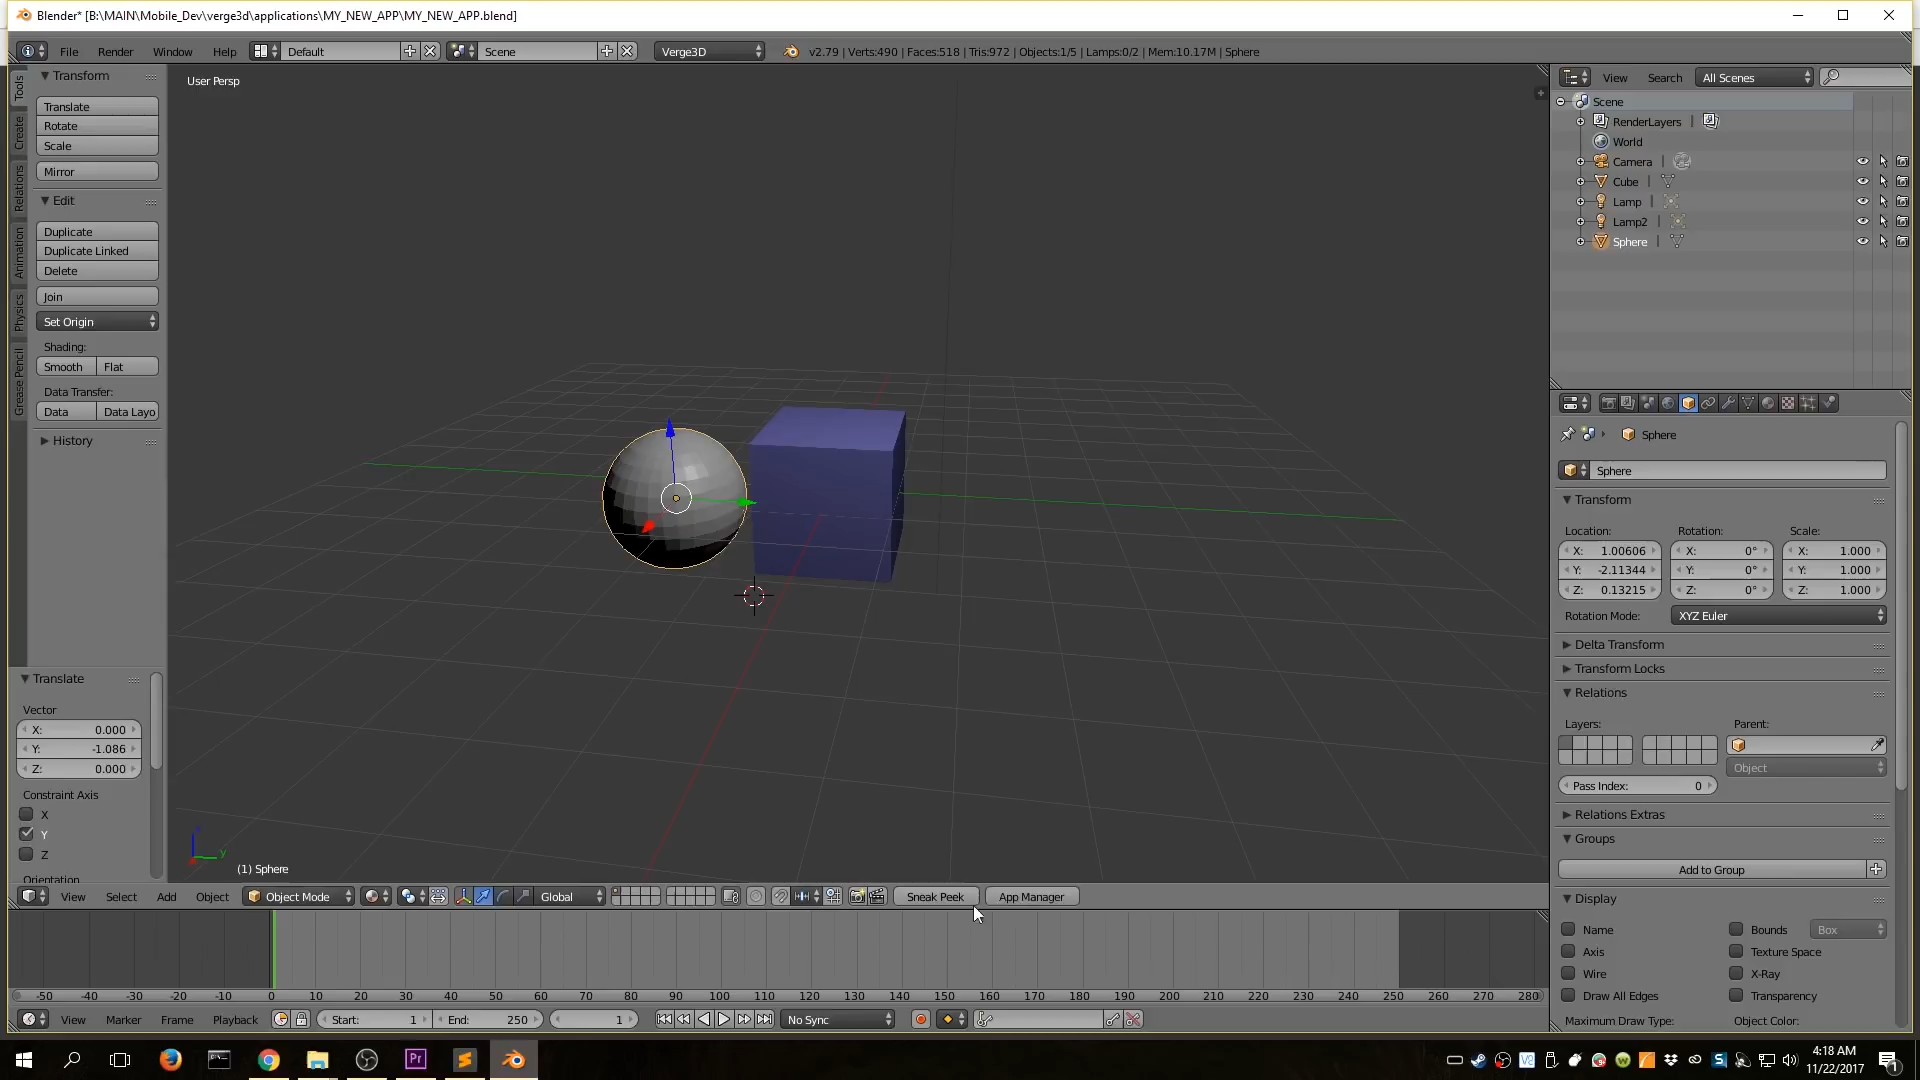 Blender* [B:\MAIN\Mobile_Dev\verge3d\applications\MY_NEW_APP\MY_NEW_APP.blend]
File Render Window Help Default Scene Verge3D v2.79 | Verts:490 | Faces:518 | Tris:972 | Objects:1/5 | Lamps:0/2 | Mem:10.17M | Sphere
Tools
Create
Relations
Animation
Physics
Grease Pencil
Transform
Translate
Rotate
Scale
Mirror
Edit
Duplicate
Duplicate Linked
Delete
Join
Set Origin
Shading:
Smooth Flat
Data Transfer:
Data Data Layo
History
Translate
Vector
X: 0.000
Y: -1.086
Z: 0.000
Constraint Axis
X
Y
Z
Orientation
User Persp
(1) Sphere
y
View Select Add Object Object Mode Global Sneak Peek App Manager
-50 -40 -30 -20 -10 0 10 20 30 40 50 60 70 80 90 100 110 120 130 140 150 160 170 180 190 200 210 220 230 240 250 260 270 280
View Marker Frame Playback Start: 1 End: 250 1 No Sync
View Search All Scenes
Scene
RenderLayers |
World
Camera |
Cube |
Lamp |
Lamp2 |
Sphere |
Sphere
Sphere
Transform
Location: Rotation: Scale:
X: 1.00606 X: 0° X: 1.000
Y: -2.11344 Y: 0° Y: 1.000
Z: 0.13215 Z: 0° Z: 1.000
Rotation Mode: XYZ Euler
Delta Transform
Transform Locks
Relations
Layers: Parent:
Object
Pass Index: 0
Relations Extras
Groups
Add to Group
Display
Name Bounds Box
Axis Texture Space
Wire X-Ray
Draw All Edges Transparency
Maximum Draw Type: Object Color:
Pr
4:18 AM
11/22/2017
1